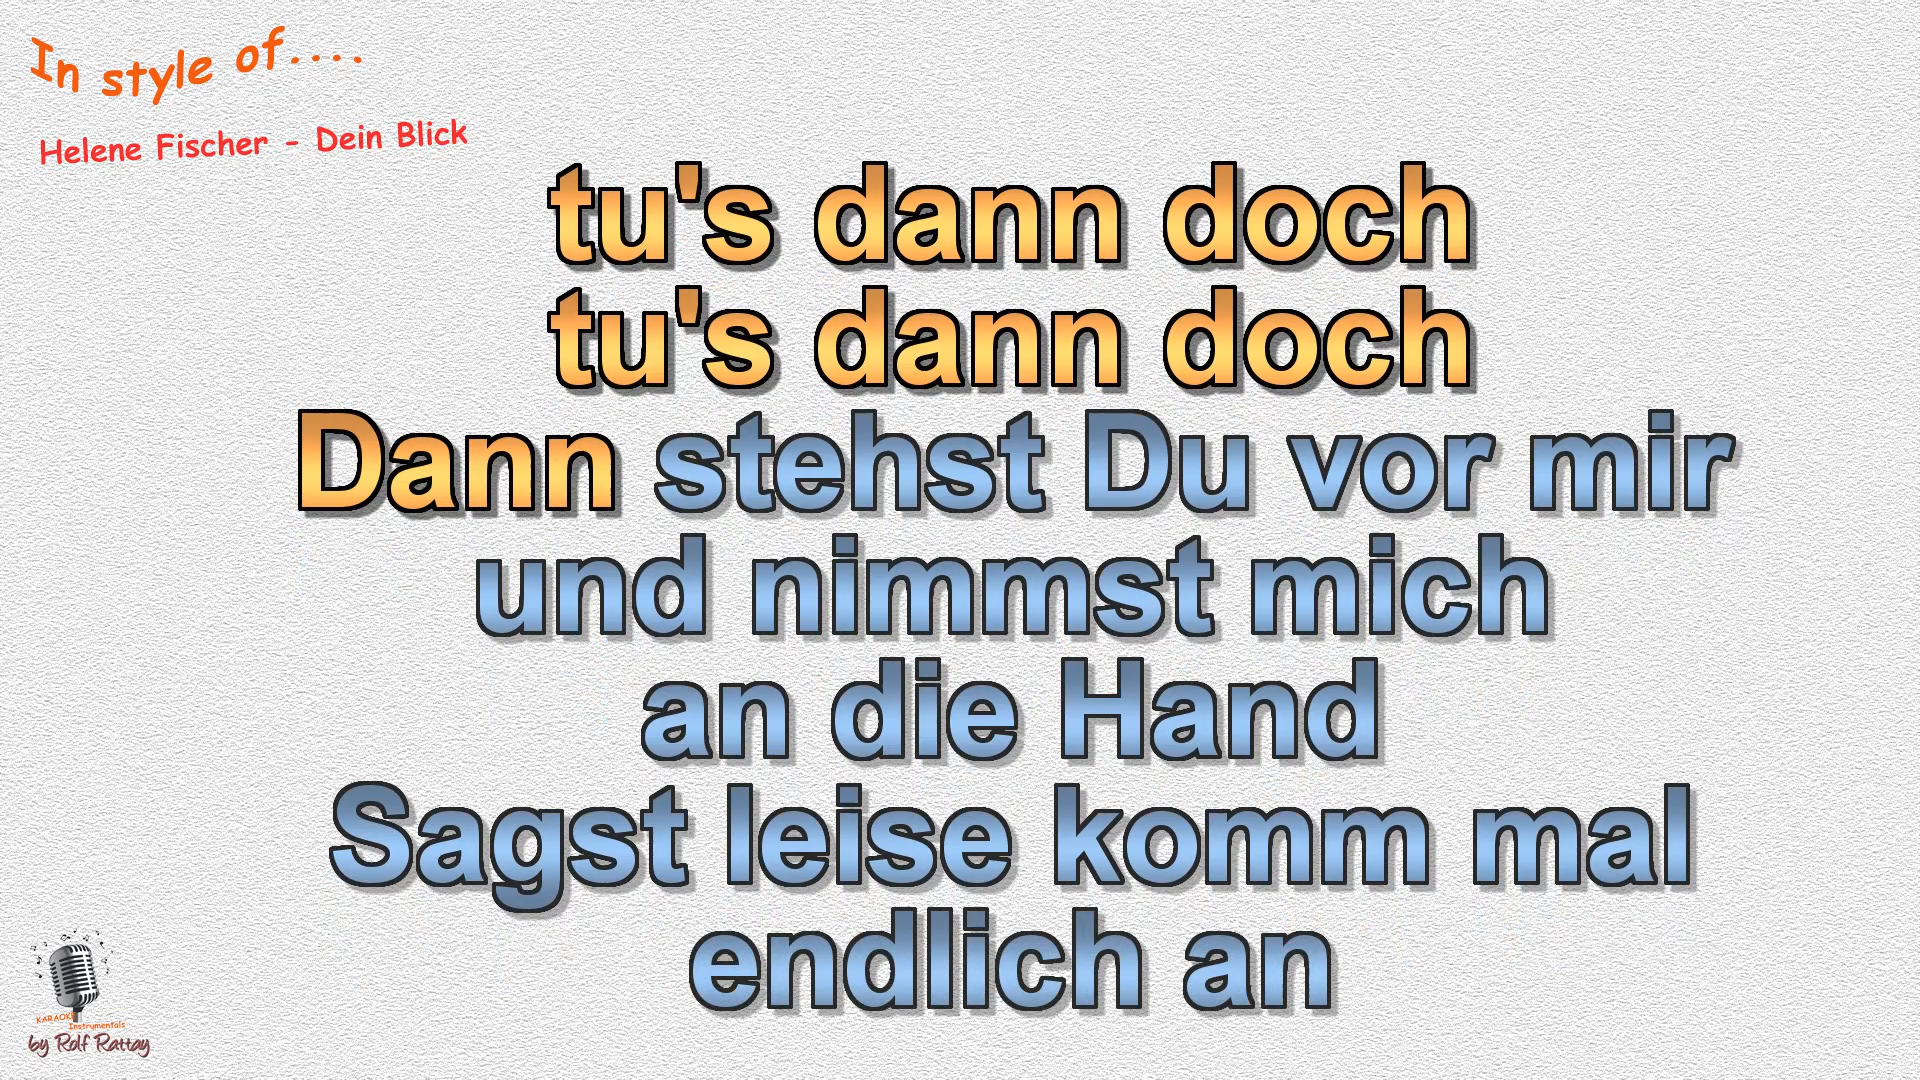 In style of....
Helene Fischer - Dein Blick
tu's dann doch
tu's dann doch
Dann stehst Du vor mir
und nimmst mich
an die Hand
Sagst leise komm mal
endlich an
KARAOKE
Instrumentals
by Rolf Rattay